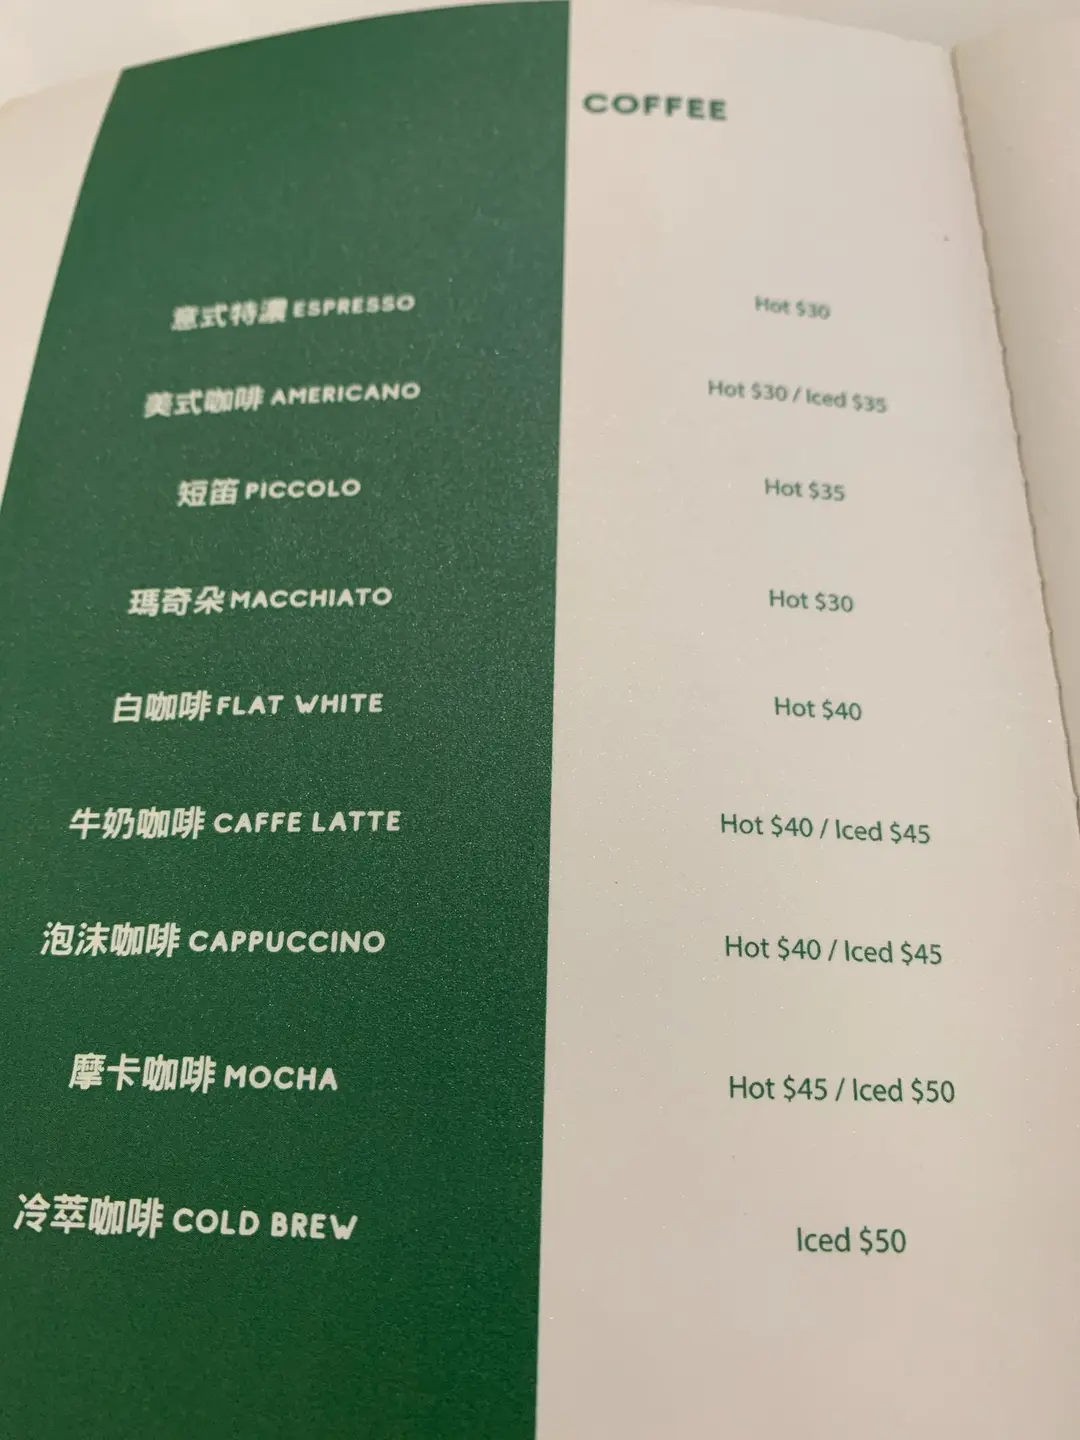 COFFEE
意式特濃 ESPRESSO Hot $30
美式咖啡 AMERICANO Hot $30 / Iced $35
短笛 PICCOLO Hot $35
瑪奇朵 MACCHIATO Hot $30
白咖啡 FLAT WHITE Hot $40
牛奶咖啡 CAFFE LATTE Hot $40 / Iced $45
泡沫咖啡 CAPPUCCINO Hot $40 / Iced $45
摩卡咖啡 MOCHA Hot $45 / Iced $50
冷萃咖啡 COLD BREW Iced $50